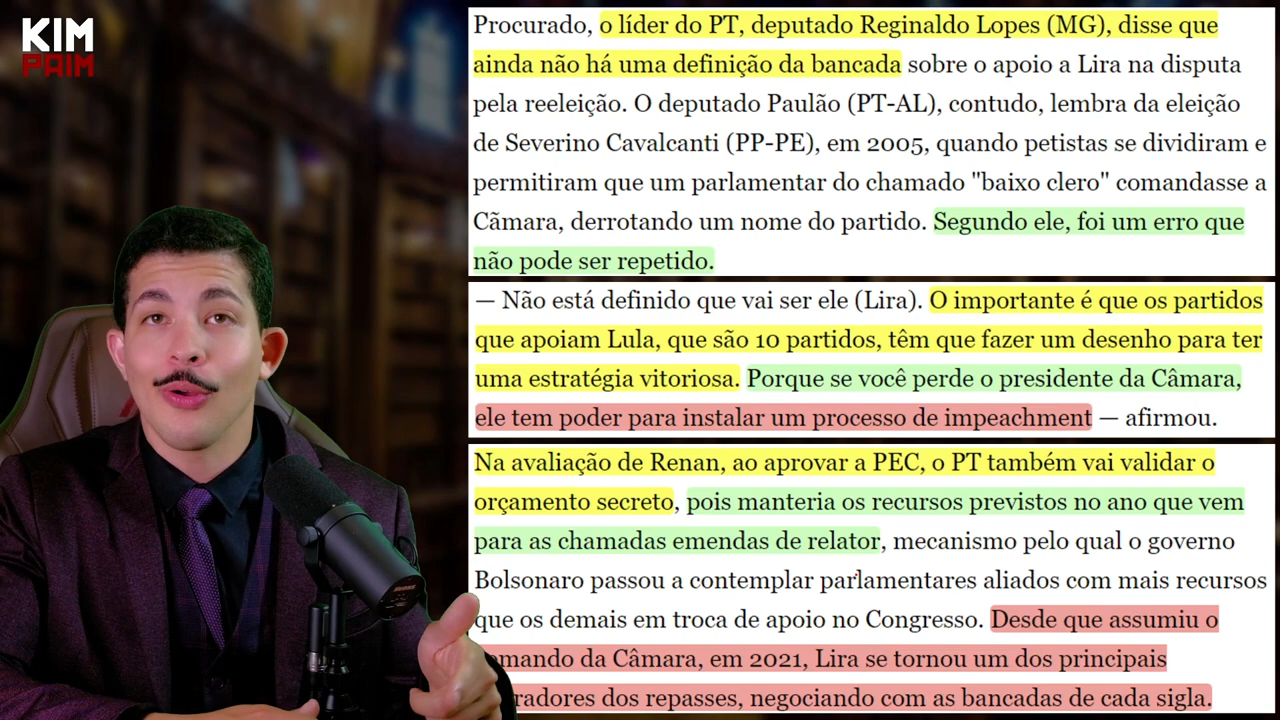 KIM
PAIM
Procurado, o líder do PT, deputado Reginaldo Lopes (MG), disse que
ainda não há uma definição da bancada sobre o apoio a Lira na disputa
pela reeleição. O deputado Paulão (PT-AL), contudo, lembra da eleição
de Severino Cavalcanti (PP-PE), em 2005, quando petistas se dividiram e
permitiram que um parlamentar do chamado "baixo clero" comandasse a
Cãmara, derrotando um nome do partido. Segundo ele, foi um erro que
não pode ser repetido.
— Não está definido que vai ser ele (Lira). O importante é que os partidos
que apoiam Lula, que são 10 partidos, têm que fazer um desenho para ter
uma estratégia vitoriosa. Porque se você perde o presidente da Câmara,
ele tem poder para instalar um processo de impeachment — afirmou.
Na avaliação de Renan, ao aprovar a PEC, o PT também vai validar o
orçamento secreto, pois manteria os recursos previstos no ano que vem
para as chamadas emendas de relator, mecanismo pelo qual o governo
Bolsonaro passou a contemplar parlamentares aliados com mais recursos
que os demais em troca de apoio no Congresso. Desde que assumiu o
da Câmara, em 2021, Lira se tornou um dos principais
dos repasses, negociando com as bancadas de cada sigla.